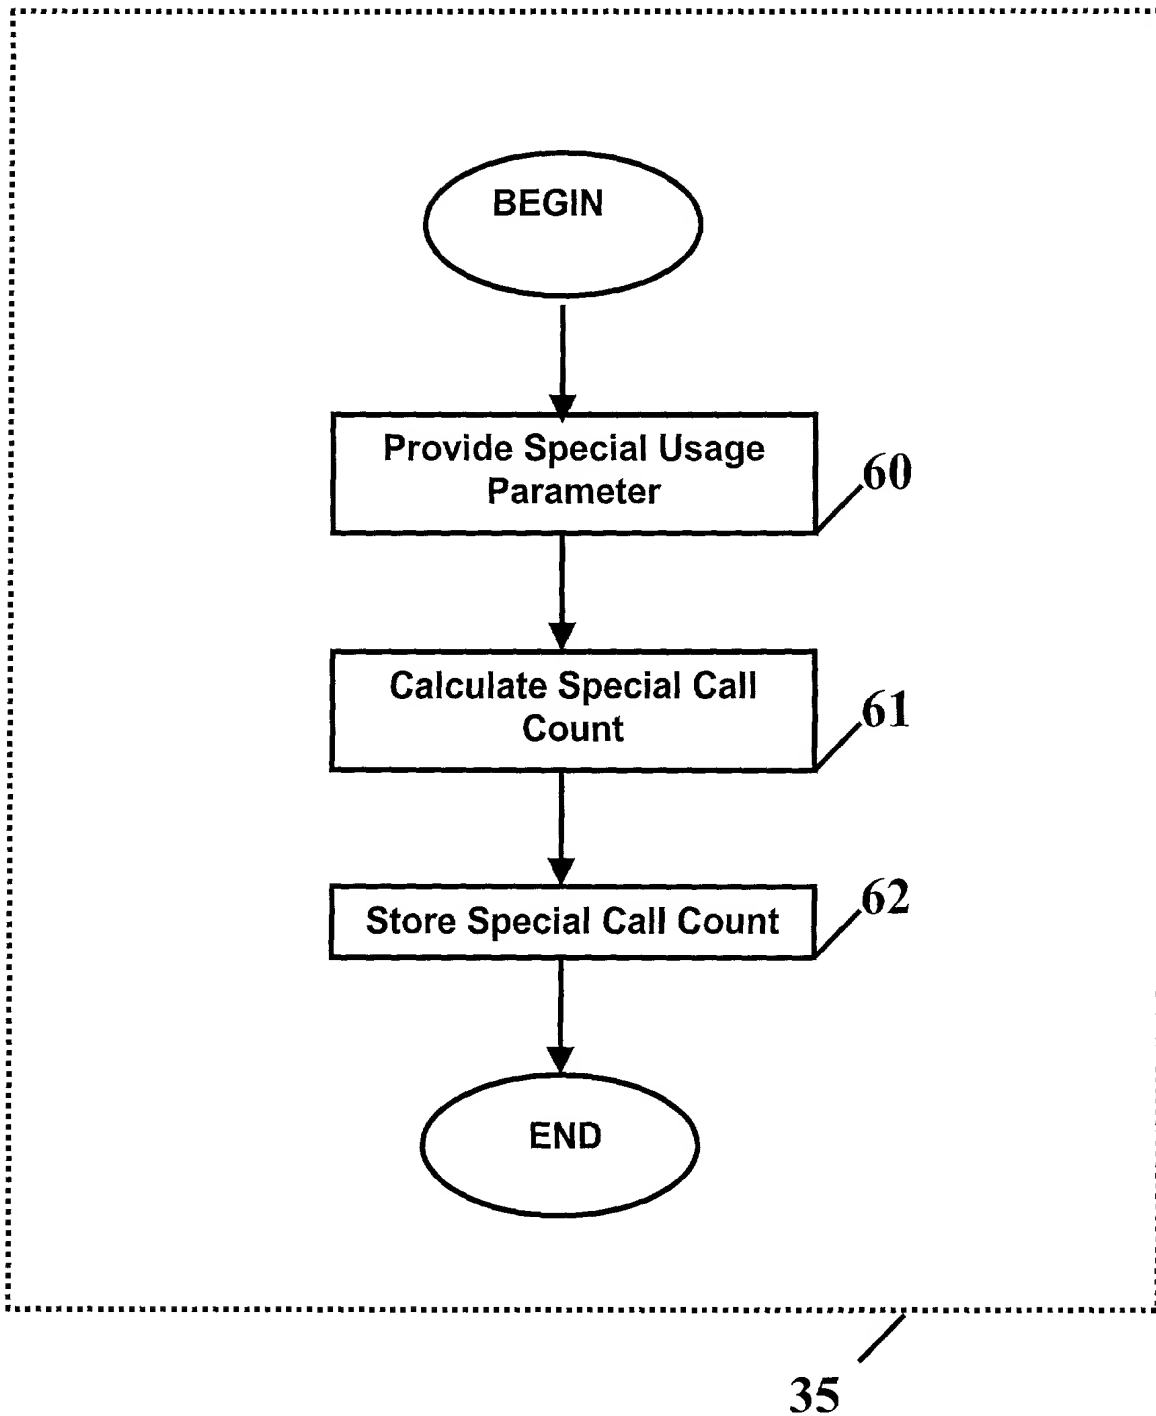 BEGIN
Provide Special Usage
Parameter
60
Calculate Special Call
Count
61
Store Special Call Count
62
END
35